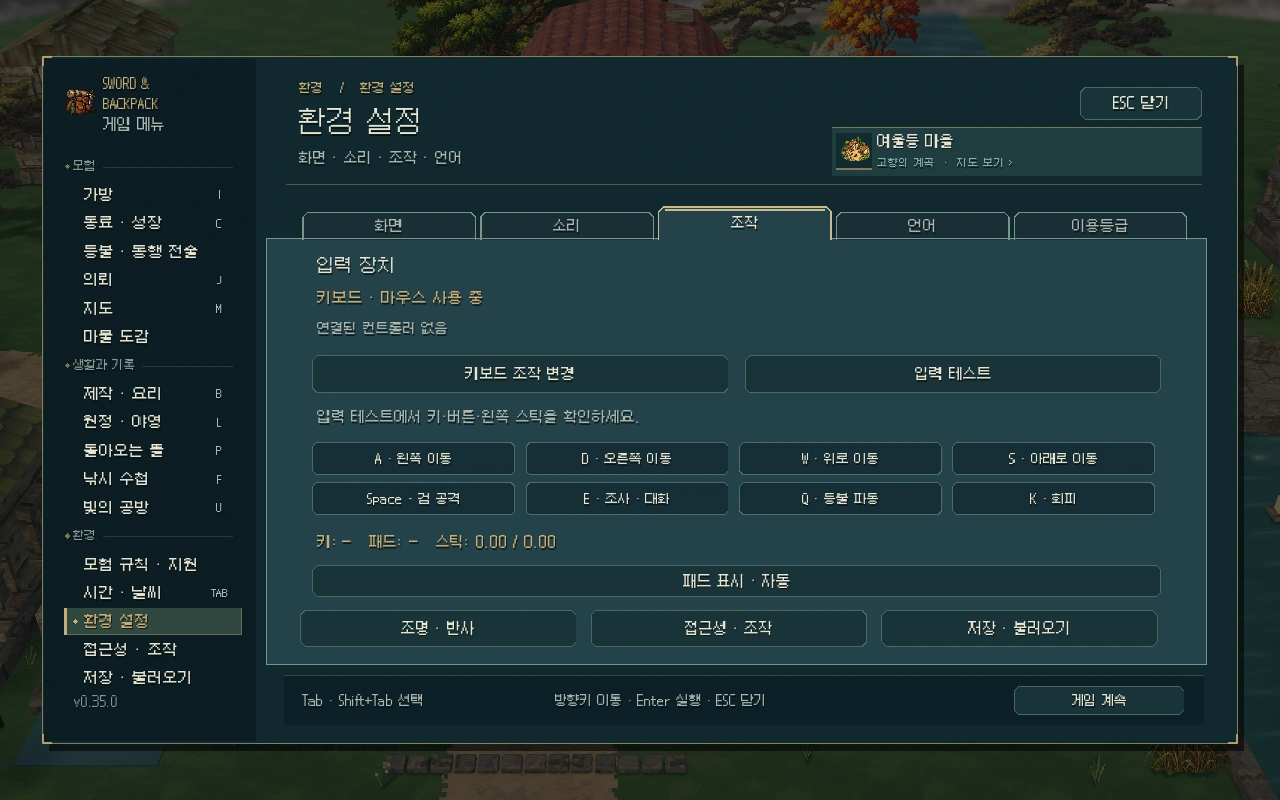 SWORD &
BACKPACK
게임 메뉴
모험
가방 I
동료 · 성장 C
등불 · 동행 전술
의뢰 J
지도 M
마물 도감
생활과 기록
제작 · 요리 B
원정 · 야영 L
돌아오는 뜰 P
낚시 수첩 F
빛의 공방 U
환경
모험 규칙 · 지원
시간 · 날씨 TAB
환경 설정
접근성 · 조작
저장 · 불러오기
v0.35.0
환경 / 환경 설정
환경 설정
화면 · 소리 · 조작 · 언어
ESC 닫기
여울등 마을
고향의 계곡 · 지도 보기 ›
화면
소리
조작
언어
이용등급
입력 장치
키보드 · 마우스 사용 중
연결된 컨트롤러 없음
키보드 조작 변경
입력 테스트
입력 테스트에서 키·버튼·왼쪽 스틱을 확인하세요.
A · 왼쪽 이동
D · 오른쪽 이동
W · 위로 이동
S · 아래로 이동
Space · 검 공격
E · 조사 · 대화
Q · 등불 파동
K · 회피
키: – 패드: – 스틱: 0.00 / 0.00
패드 표시 · 자동
조명 · 반사
접근성 · 조작
저장 · 불러오기
Tab · Shift+Tab 선택
방향키 이동 · Enter 실행 · ESC 닫기
게임 계속